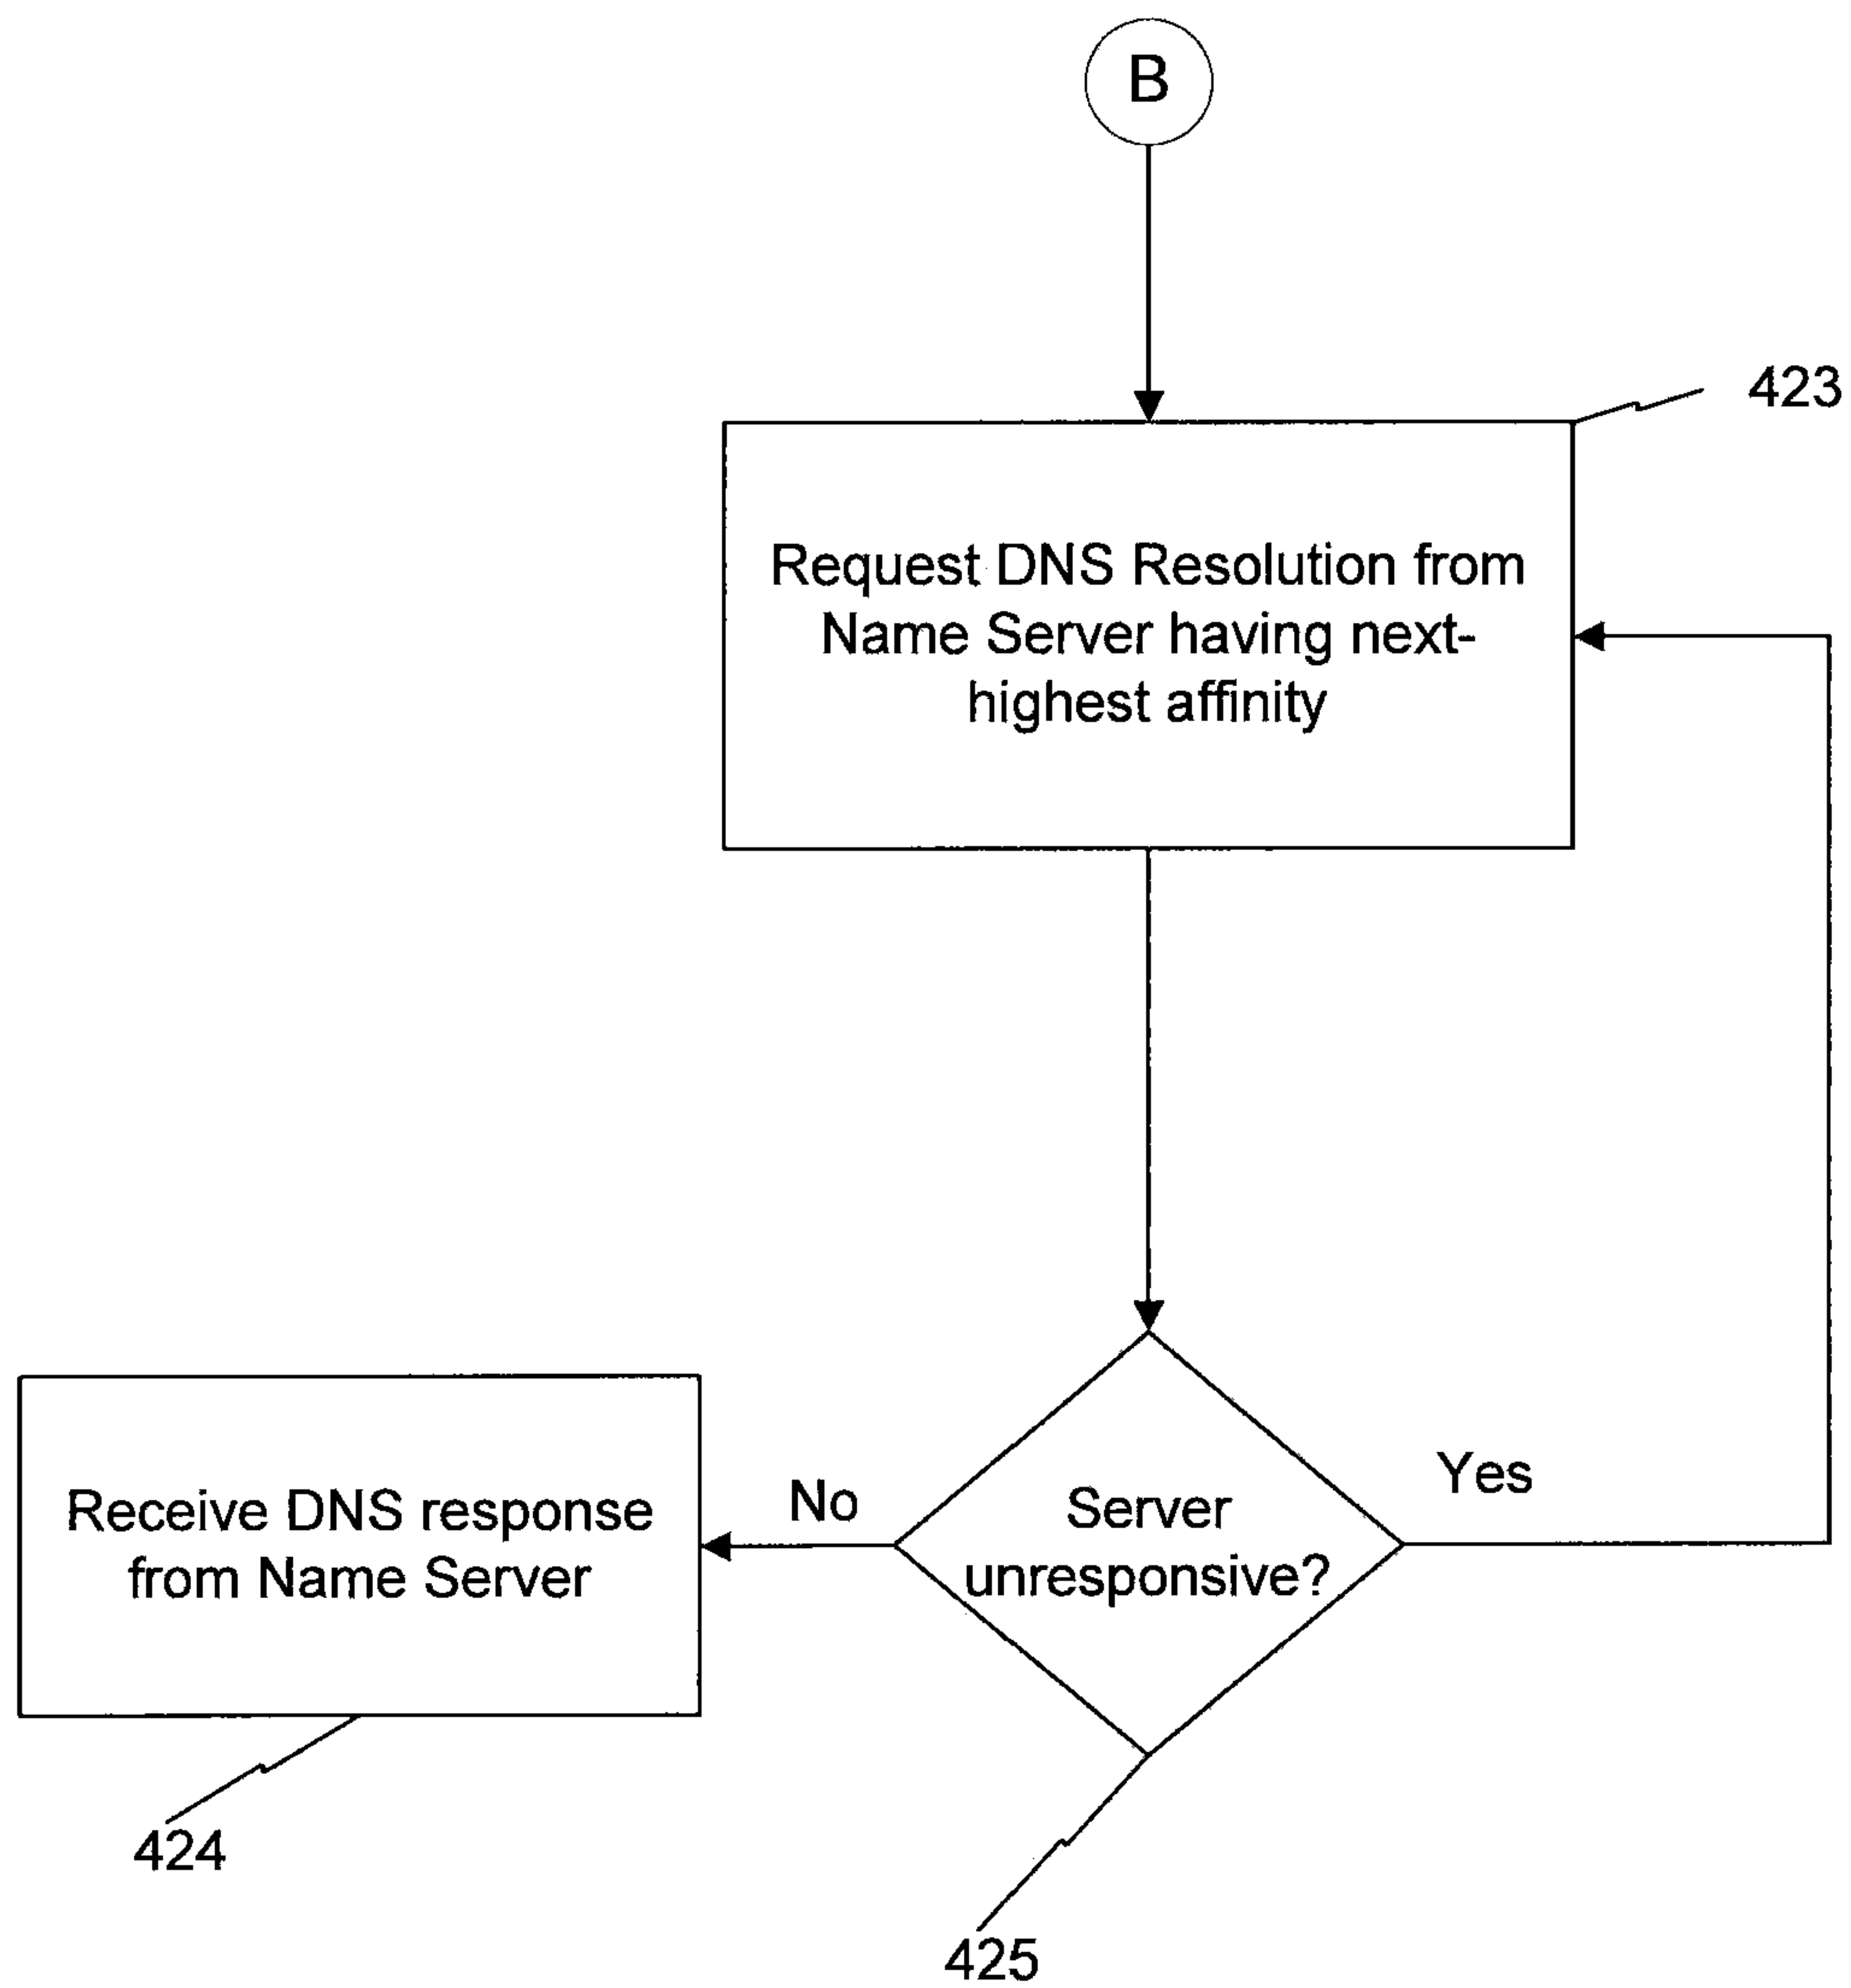 B
423
Request DNS Resolution from
Name Server having next-
highest affinity
Yes
No
Server
unresponsive?
Receive DNS response
from Name Server
424
425